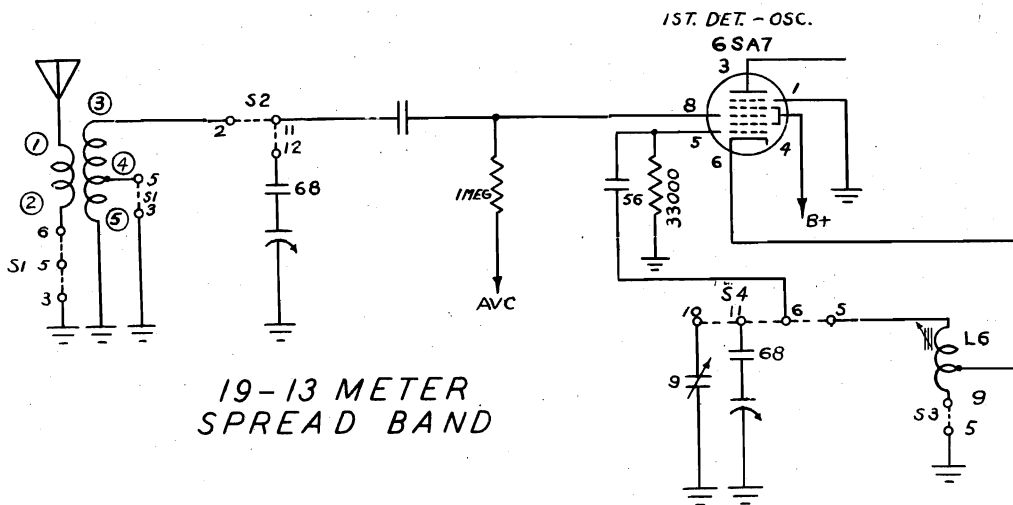 1ST. DET. - OSC.
6SA7
3
1
8
5
6
4
B+
③
S2
2
11
12
①
②
④
⑤
5
S1
3
68
1MEG
AVC
56
33000
6
S1 5
3
S4
10
11
6
5
9
68
L6
9
S3
5
19-13 METER
SPREAD BAND